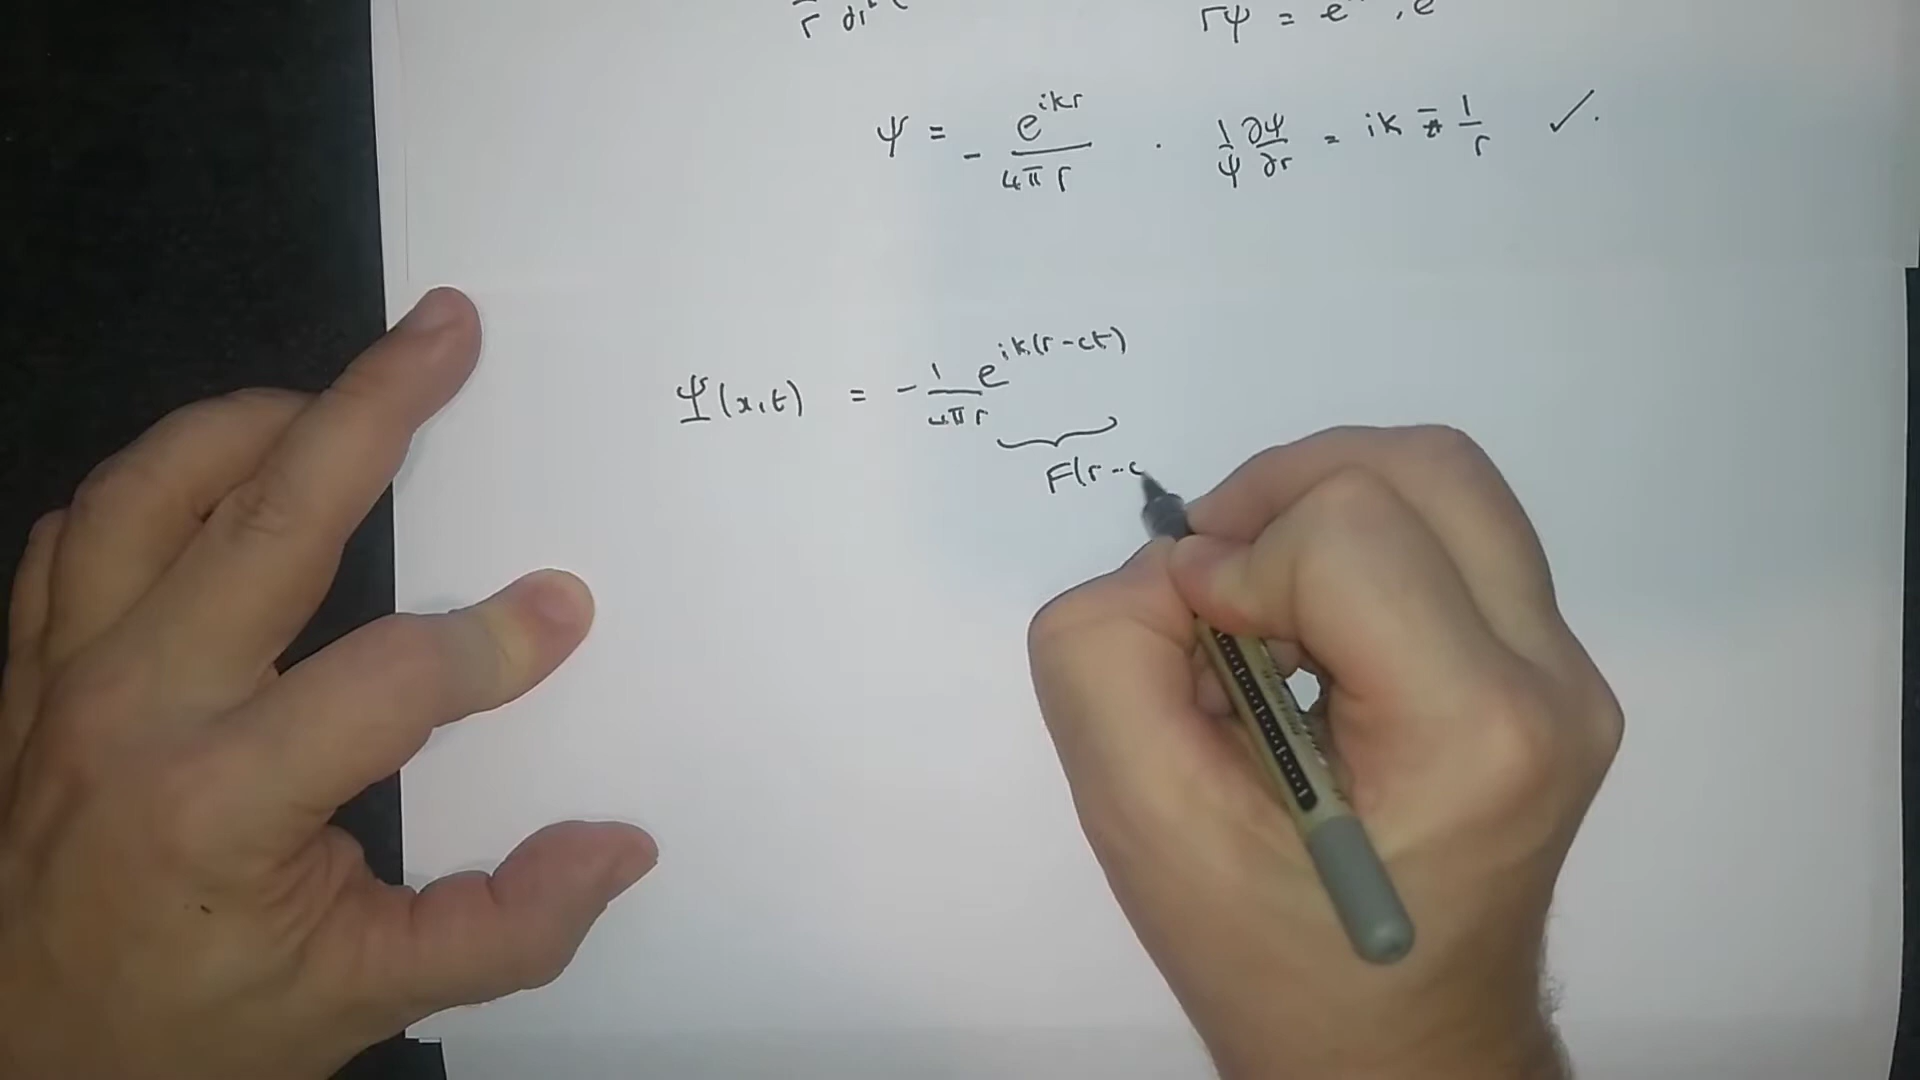 rψ = e
ψ = - e^{ikr} / 4πr . 1/ψ ∂ψ/∂r = ik - 1/r ✓.
Ψ(x,t) = - 1/4πr e^{ik(r-ct)}
F(r-c